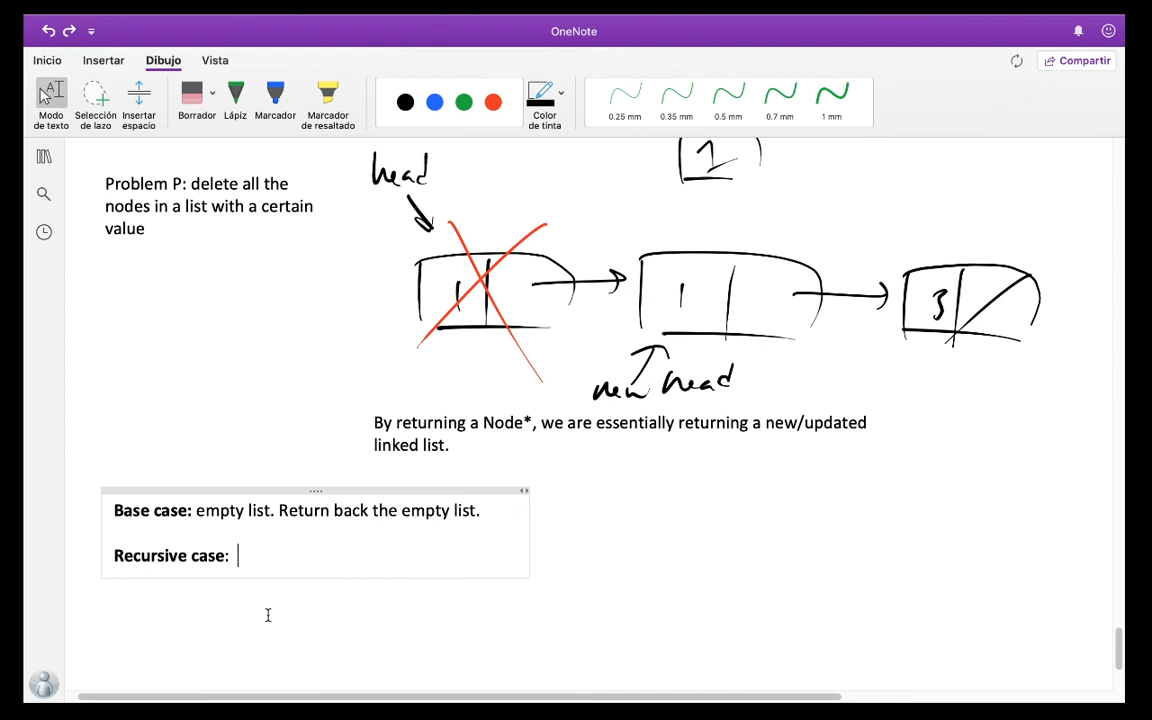 OneNote
Inicio
Insertar
Dibujo
Vista
Compartir
Modo
de texto
Selección
de lazo
Insertar
espacio
Borrador
Lápiz
Marcador
Marcador
de resaltado
Color
de tinta
0.25 mm
0.35 mm
0.5 mm
0.7 mm
1 mm
1
Problem P: delete all the
nodes in a list with a certain
value
head
1
1
3
new head
By returning a Node*, we are essentially returning a new/updated
linked list.
Base case: empty list. Return back the empty list.
Recursive case: